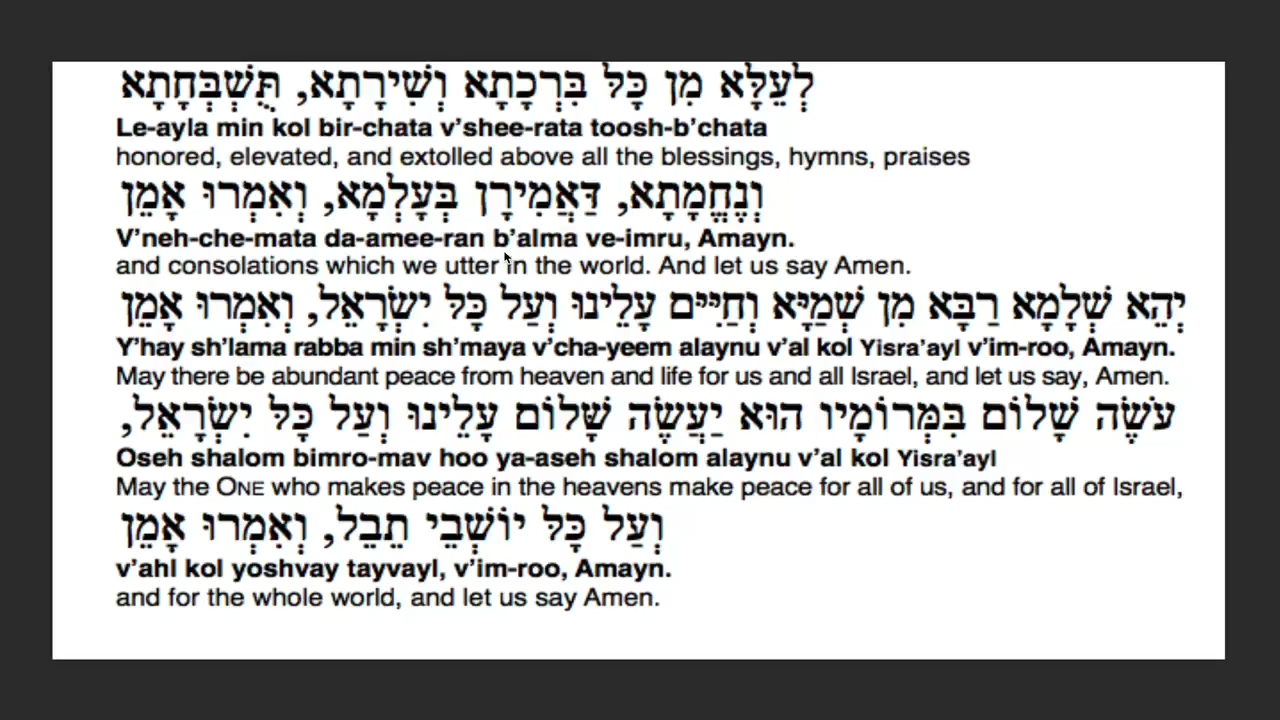 לְעֵלָּא מִן כָּל בִּרְכָתָא וְשִׁירָתָא, תֻּשְׁבְּחָתָא
Le-ayla min kol bir-chata v’shee-rata toosh-b’chata
honored, elevated, and extolled above all the blessings, hymns, praises
וְנֶחֱמָתָא, דַּאֲמִירָן בְּעָלְמָא, וְאִמְרוּ אָמֵן
V’neh-che-mata da-amee-ran b’alma ve-imru, Amayn.
and consolations which we utter in the world. And let us say Amen.
יְהֵא שְׁלָמָא רַבָּא מִן שְׁמַיָּא וְחַיִּים עָלֵינוּ וְעַל כָּל יִשְׂרָאֵל, וְאִמְרוּ אָמֵן
Y’hay sh’lama rabba min sh’maya v’cha-yeem alaynu v’al kol Yisra’ayl v’im-roo, Amayn.
May there be abundant peace from heaven and life for us and all Israel, and let us say, Amen.
עֹשֶׂה שָׁלוֹם בִּמְּרוֹמָיו הוּא יַעֲשֶׂה שָׁלוֹם עָלֵינוּ וְעַל כָּל יִשְׂרָאֵל,
Oseh shalom bimro-mav hoo ya-aseh shalom alaynu v’al kol Yisra’ayl
May the ONE who makes peace in the heavens make peace for all of us, and for all of Israel,
וְעַל כָּל יוֹשְׁבֵי תֵבֵל, וְאִמְרוּ אָמֵן
v’ahl kol yoshvay tayvayl, v’im-roo, Amayn.
and for the whole world, and let us say Amen.